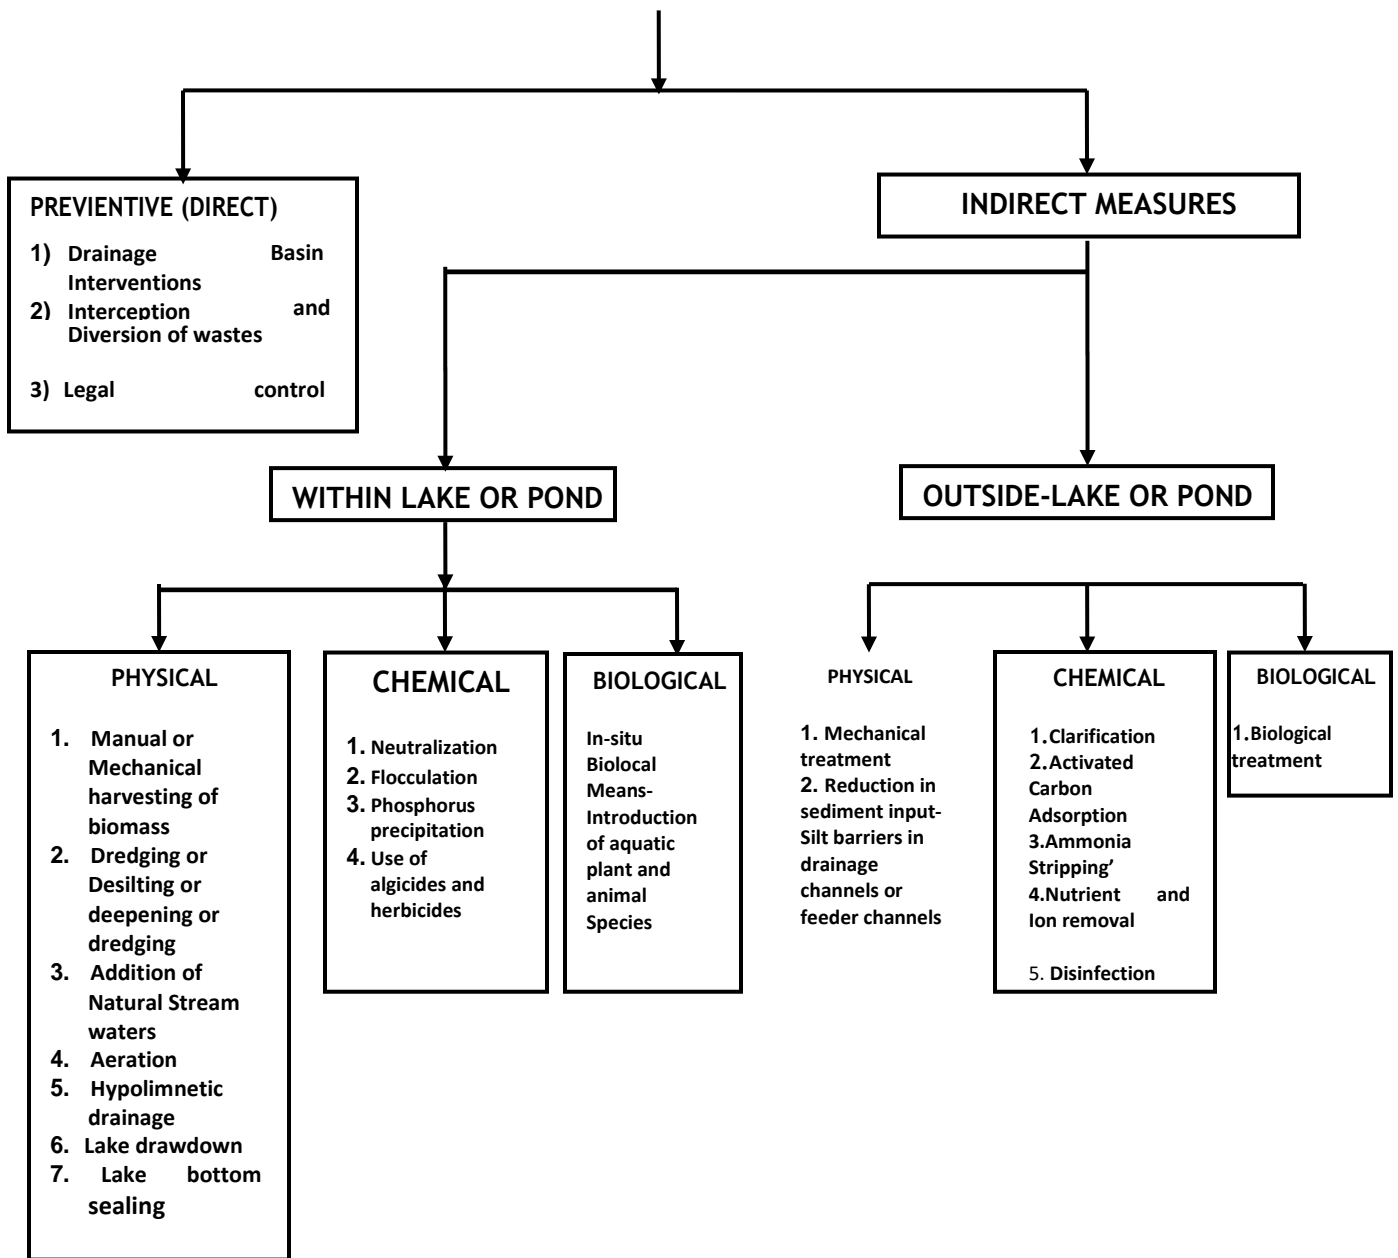 PREVIENTIVE (DIRECT)
1) Drainage Basin
Interventions
2) Interception and
Diversion of wastes
3) Legal control
INDIRECT MEASURES
WITHIN LAKE OR POND
OUTSIDE-LAKE OR POND
PHYSICAL
1. Manual or
Mechanical
harvesting of
biomass
2. Dredging or
Desilting or
deepening or
dredging
3. Addition of
Natural Stream
waters
4. Aeration
5. Hypolimnetic
drainage
6. Lake drawdown
7. Lake bottom
sealing
CHEMICAL
1. Neutralization
2. Flocculation
3. Phosphorus
precipitation
4. Use of
algicides and
herbicides
BIOLOGICAL
In-situ
Biolocal
Means-
Introduction
of aquatic
plant and
animal
Species
PHYSICAL
1. Mechanical
treatment
2. Reduction in
sediment input-
Silt barriers in
drainage
channels or
feeder channels
CHEMICAL
1.Clarification
2.Activated
Carbon
Adsorption
3.Ammonia
Stripping’
4.Nutrient and
Ion removal
5. Disinfection
BIOLOGICAL
1.Biological
treatment